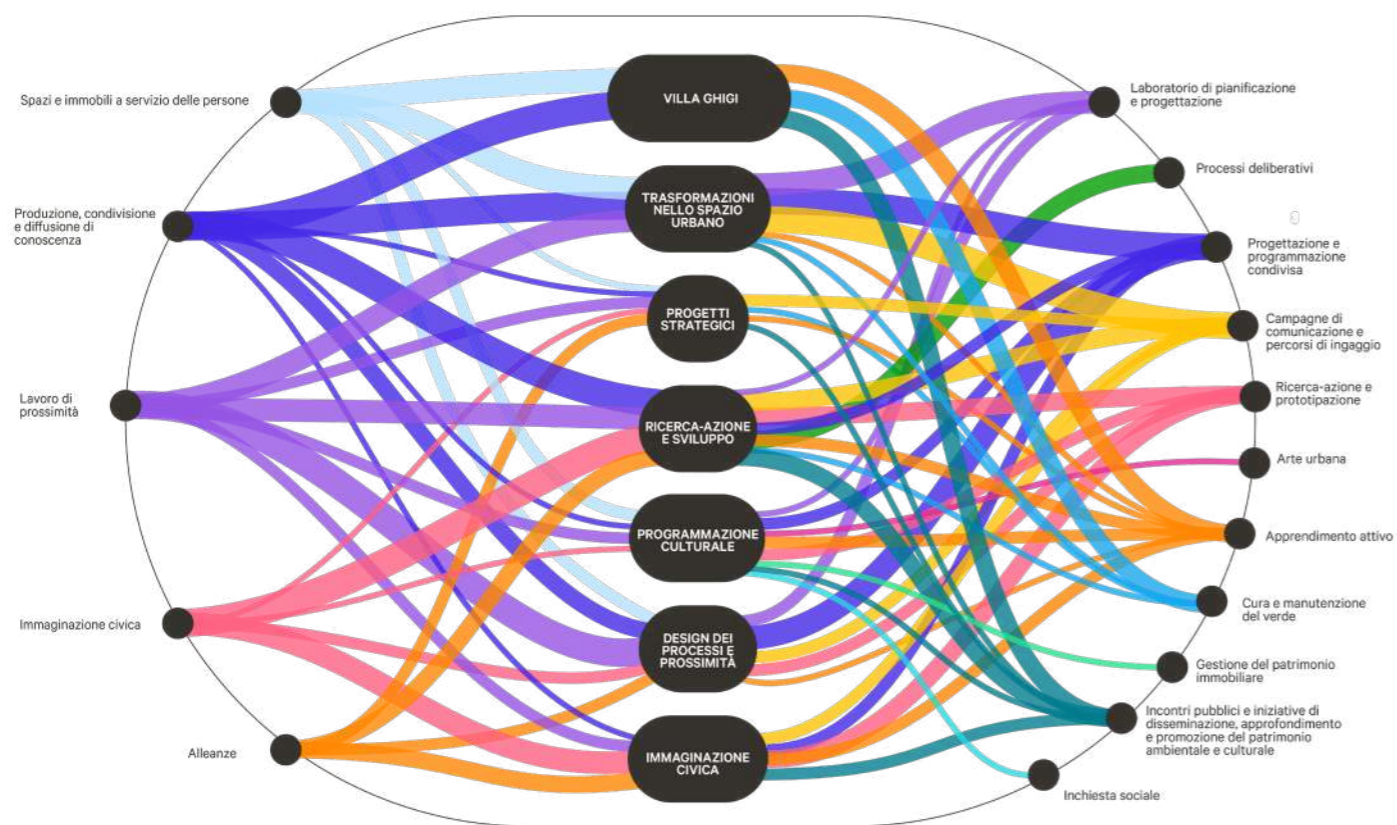 Spazi e immobili a servizio delle persone
Produzione, condivisione
e diffusione di
conoscenza
Lavoro di
prossimità
Immaginazione civica
Alleanze
VILLA GHIGI
TRASFORMAZIONI
NELLO SPAZIO
URBANO
PROGETTI
STRATEGICI
RICERCA-AZIONE
E SVILUPPO
PROGRAMMAZIONE
CULTURALE
DESIGN DEI
PROCESSI E
PROSSIMITÀ
IMMAGINAZIONE
CIVICA
Laboratorio di pianificazione
e progettazione
Processi deliberativi
Progettazione e
programmazione
condivisa
Campagne di
comunicazione e
percorsi di ingaggio
Ricerca-azione e
prototipazione
Arte urbana
Apprendimento attivo
Cura e manutenzione
del verde
Gestione del patrimonio
immobiliare
Incontri pubblici e iniziative di
disseminazione, approfondimento
e promozione del patrimonio
ambientale e culturale
Inchiesta sociale